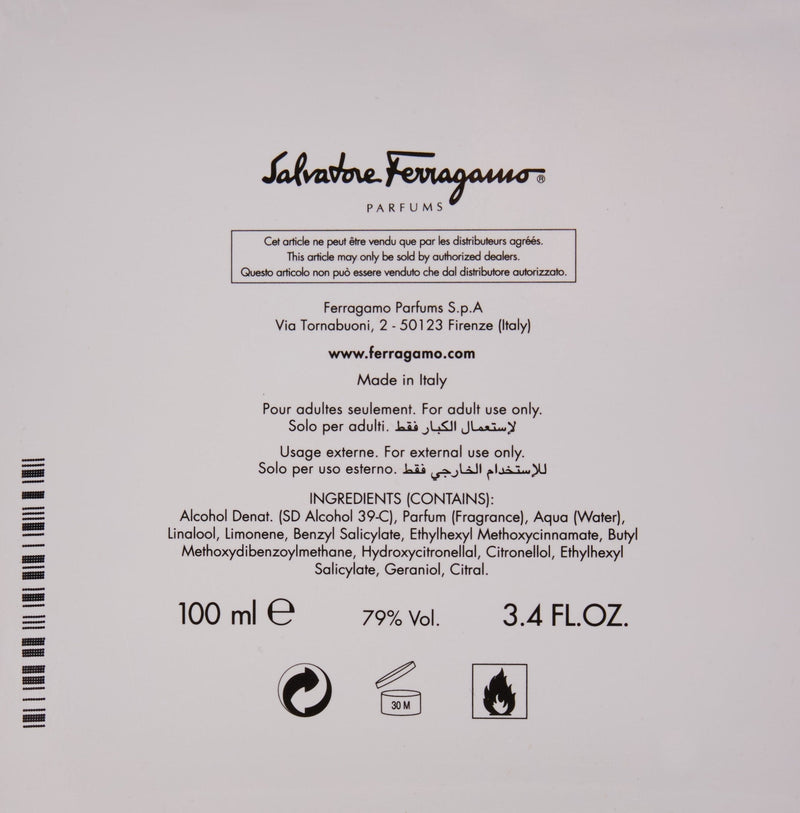 Salvatore Ferragamo®
PARFUMS
Cet article ne peut être vendu que par les distributeurs agréés.
This article may only be sold by authorized dealers.
Questo articolo non può essere venduto che dal distributore autorizzato.
Ferragamo Parfums S.p.A
Via Tornabuoni, 2 - 50123 Firenze (Italy)
www.ferragamo.com
Made in Italy
Pour adultes seulement. For adult use only.
Solo per adulti. لإستعمال الكبار فقط
Usage externe. For external use only.
Solo per uso esterno. للإستخدام الخارجي فقط
INGREDIENTS (CONTAINS):
Alcohol Denat. (SD Alcohol 39-C), Parfum (Fragrance), Aqua (Water),
Linalool, Limonene, Benzyl Salicylate, Ethylhexyl Methoxycinnamate, Butyl
Methoxydibenzoylmethane, Hydroxycitronellal, Citronellol, Ethylhexyl
Salicylate, Geraniol, Citral.
100 ml ℮ 79% Vol. 3.4 FL.OZ.
30 M